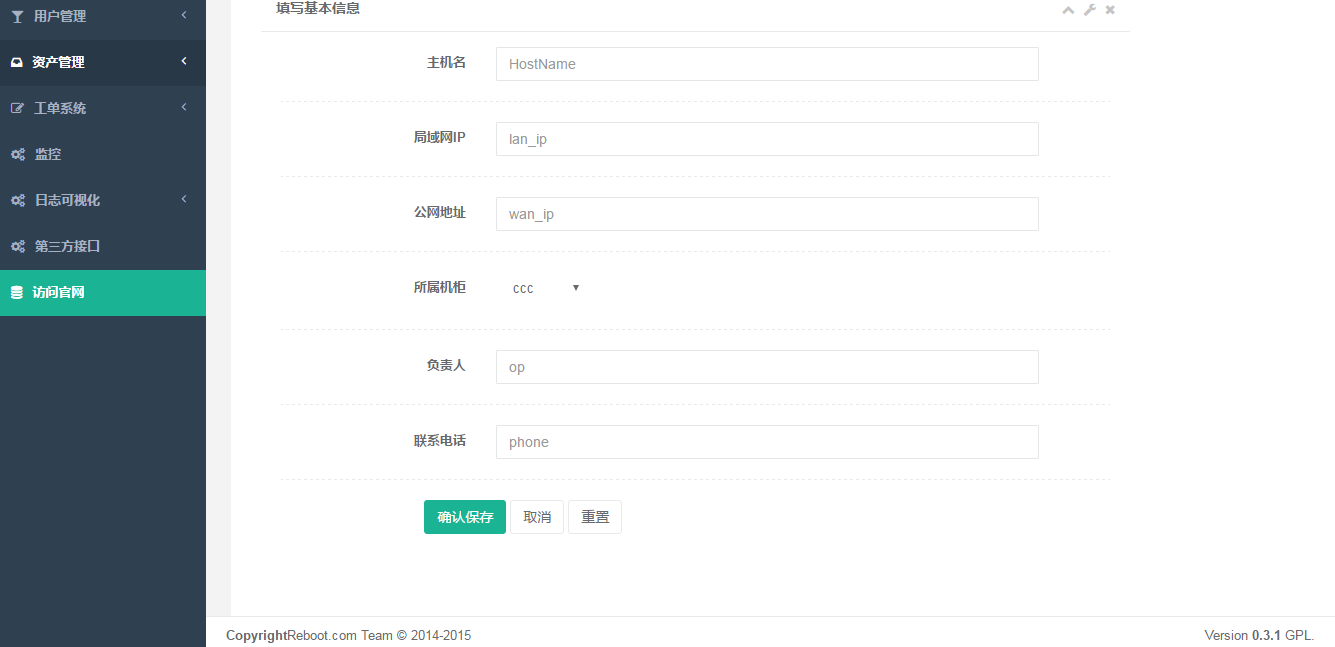 用户管理
资产管理
工单系统
监控
日志可视化
第三方接口
访问官网
填写基本信息
主机名 HostName
局域网IP lan_ip
公网地址 wan_ip
所属机柜 ccc
负责人 op
联系电话 phone
确认保存 取消 重置
CopyrightReboot.com Team © 2014-2015 Version 0.3.1 GPL.